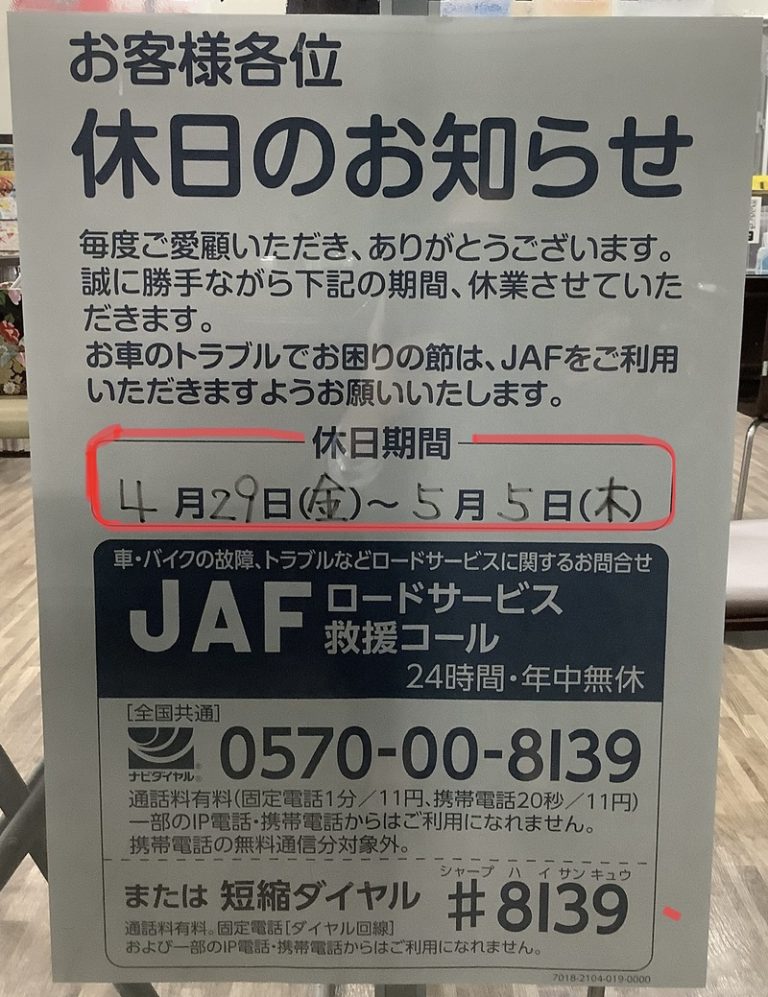 お客様各位
休日のお知らせ
毎度ご愛顧いただき、ありがとうございます。
誠に勝手ながら下記の期間、休業させていた
だきます。
お車のトラブルでお困りの節は、JAFをご利用
いただきますようお願いいたします。
休日期間
4月29日(金)～5月5日(木)
車・バイクの故障、トラブルなどロードサービスに関するお問合せ
JAF ロードサービス
救援コール
24時間・年中無休
[全国共通]
ナビダイヤル® 0570-00-8139
通話料有料(固定電話1分／11円、携帯電話20秒／11円)
一部のIP電話・携帯電話からはご利用になれません。
携帯電話の無料通信分対象外。
シャープ ハ イ サン キュウ
または 短縮ダイヤル #8139
通話料有料。固定電話[ダイヤル回線]
および一部のIP電話・携帯電話からはご利用になれません。
7018-2104-019-0000